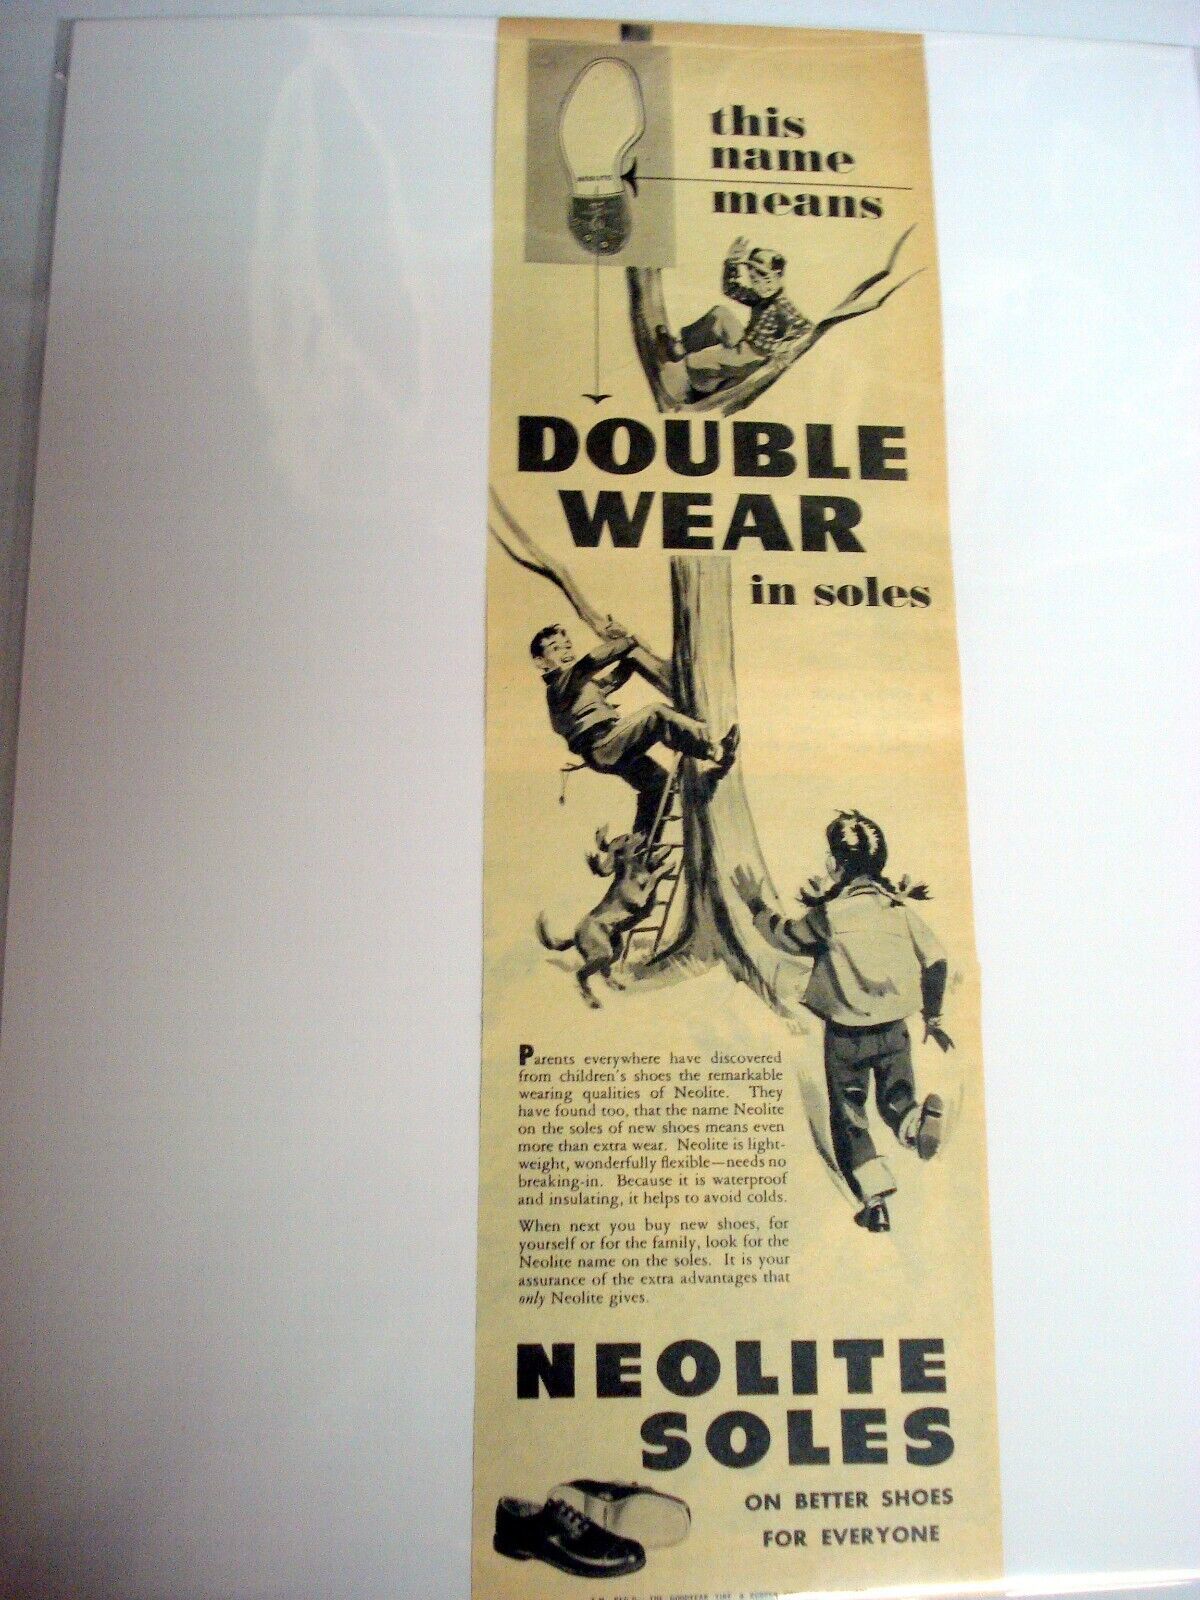 this
name
means
NEOLITE
DOUBLE
WEAR
in soles
Parents everywhere have discovered
from children's shoes the remarkable
wearing qualities of Neolite. They
have found too, that the name Neolite
on the soles of new shoes means even
more than extra wear. Neolite is light-
weight, wonderfully flexible—needs no
breaking-in. Because it is waterproof
and insulating, it helps to avoid colds.
When next you buy new shoes, for
yourself or for the family, look for the
Neolite name on the soles. It is your
assurance of the extra advantages that
only Neolite gives.
NEOLITE
SOLES
ON BETTER SHOES
FOR EVERYONE
THE GOODYEAR TIRE & RUBBER